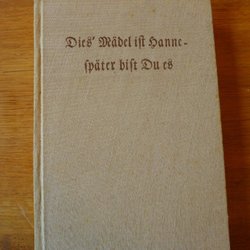 Dies' Mädel ist Hanne-
später bist Du es